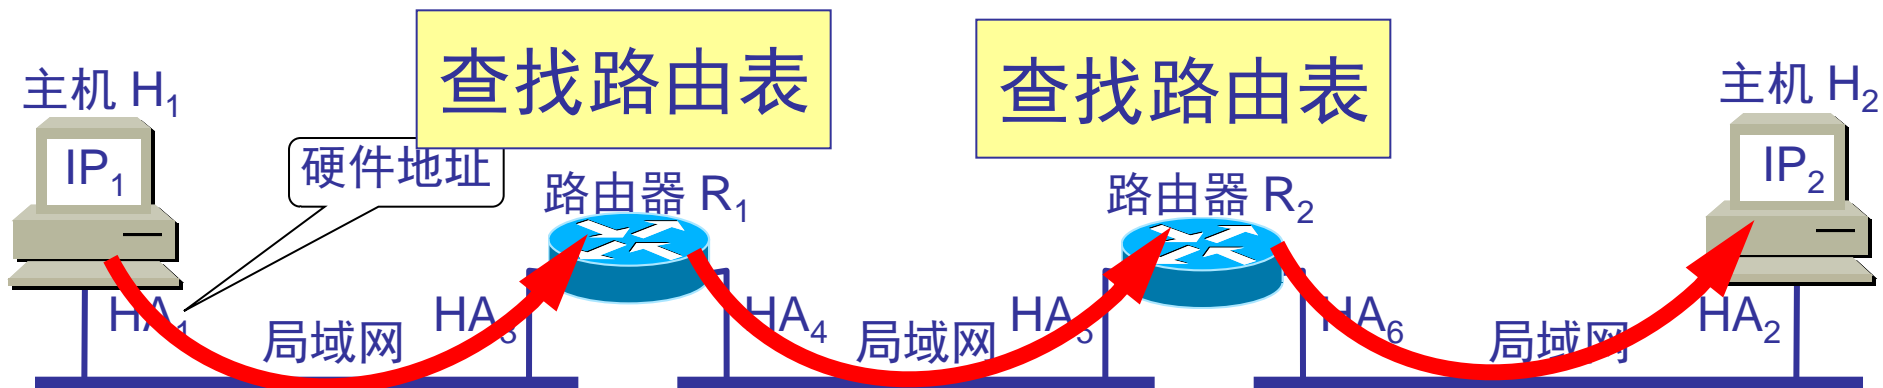 查找路由表
查找路由表
主机 H₁
主机 H₂
IP₁
硬件地址
IP₂
路由器 R₁
路由器 R₂
HA₁
局域网
HA₃
HA₄
局域网
HA₅
HA₆
局域网
HA₂